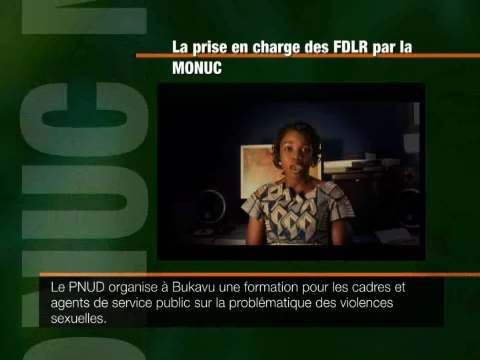 La prise en charge des FDLR par la
MONUC
Le PNUD organise à Bukavu une formation pour les cadres et
agents de service public sur la problématique des violences
sexuelles.
MONUC